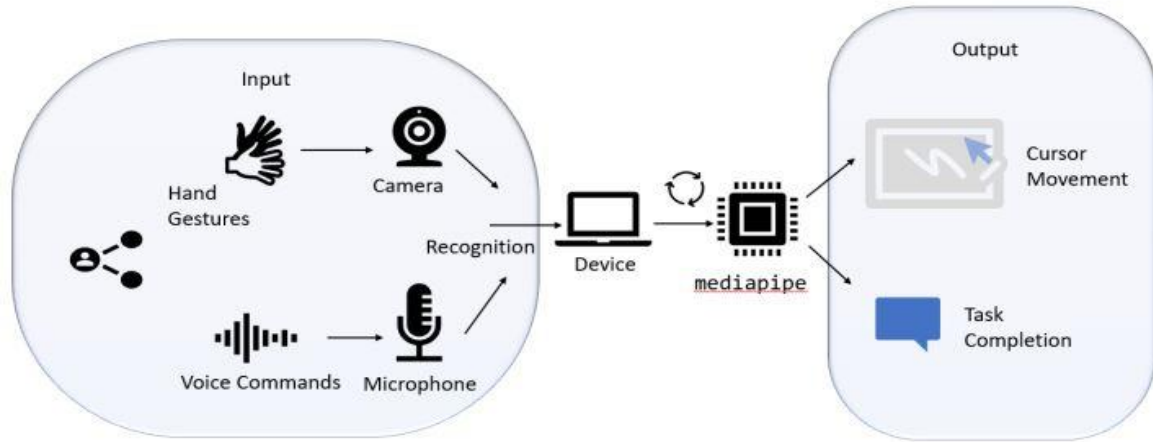 Input
Hand
Gestures
Camera
Recognition
Voice Commands
Microphone
Device
mediapipe
Output
Cursor
Movement
Task
Completion